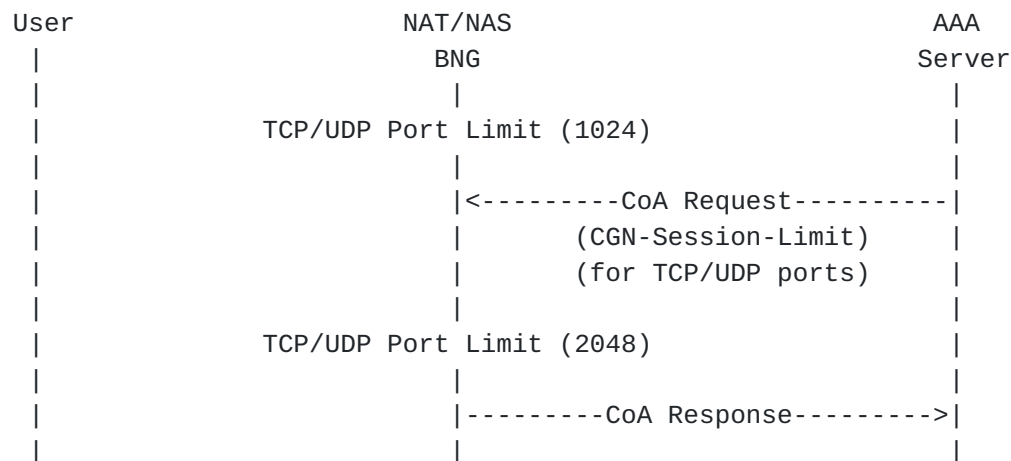 User NAT/NAS AAA
| BNG Server
| | |
| TCP/UDP Port Limit (1024) |
| | |
| |<---------CoA Request----------|
| | (CGN-Session-Limit) |
| | (for TCP/UDP ports) |
| | |
| TCP/UDP Port Limit (2048) |
| | |
| |---------CoA Response--------->|
| | |